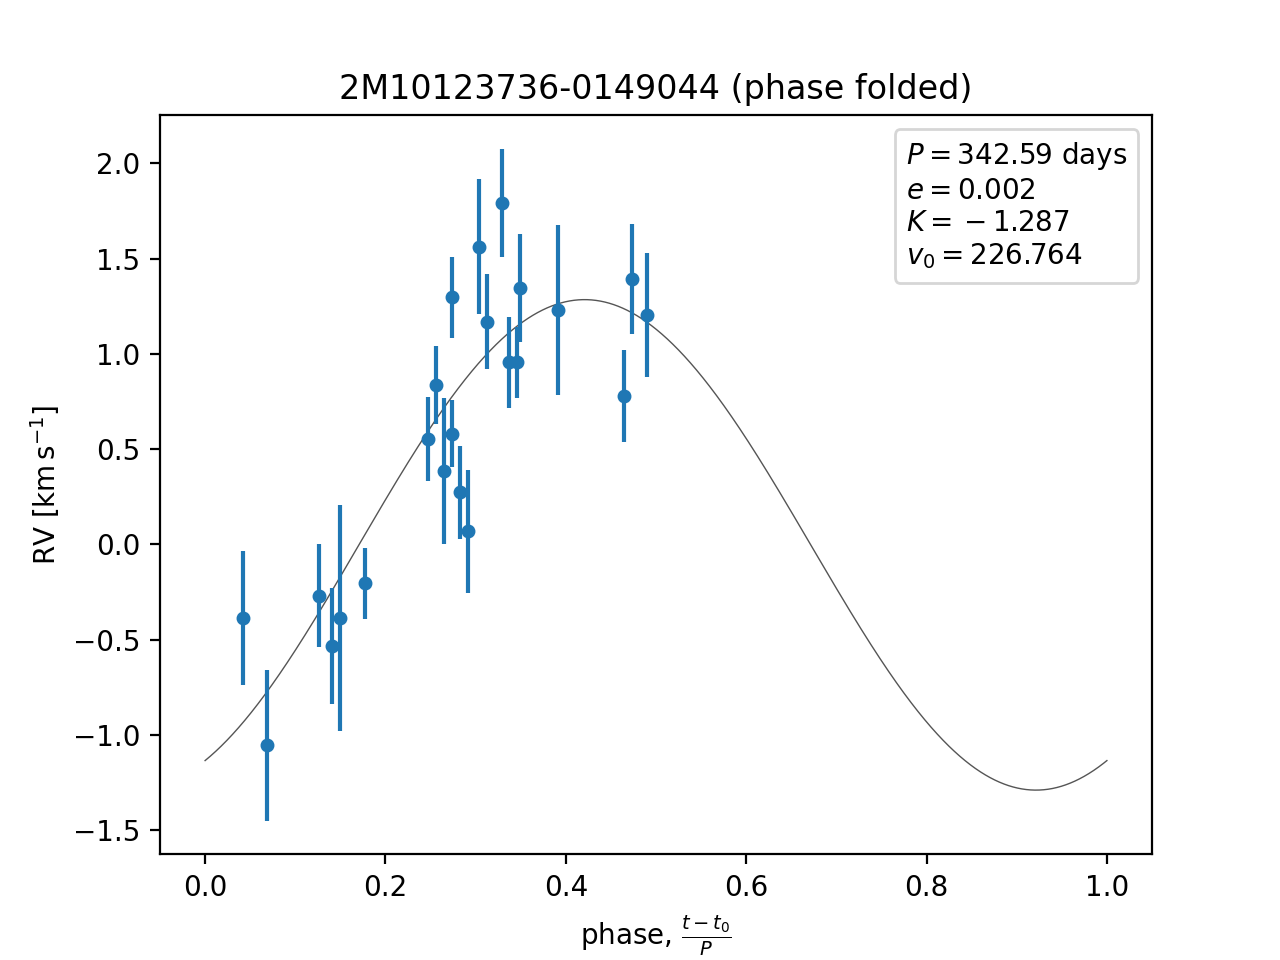 2M10123736-0149044 (phase folded)
P = 342.59 days
e = 0.002
K = −1.287
v₀ = 226.764
2.0
1.5
1.0
0.5
0.0
−0.5
−1.0
−1.5
RV [km s⁻¹]
0.0 0.2 0.4 0.6 0.8 1.0
phase, (t − t₀)/P